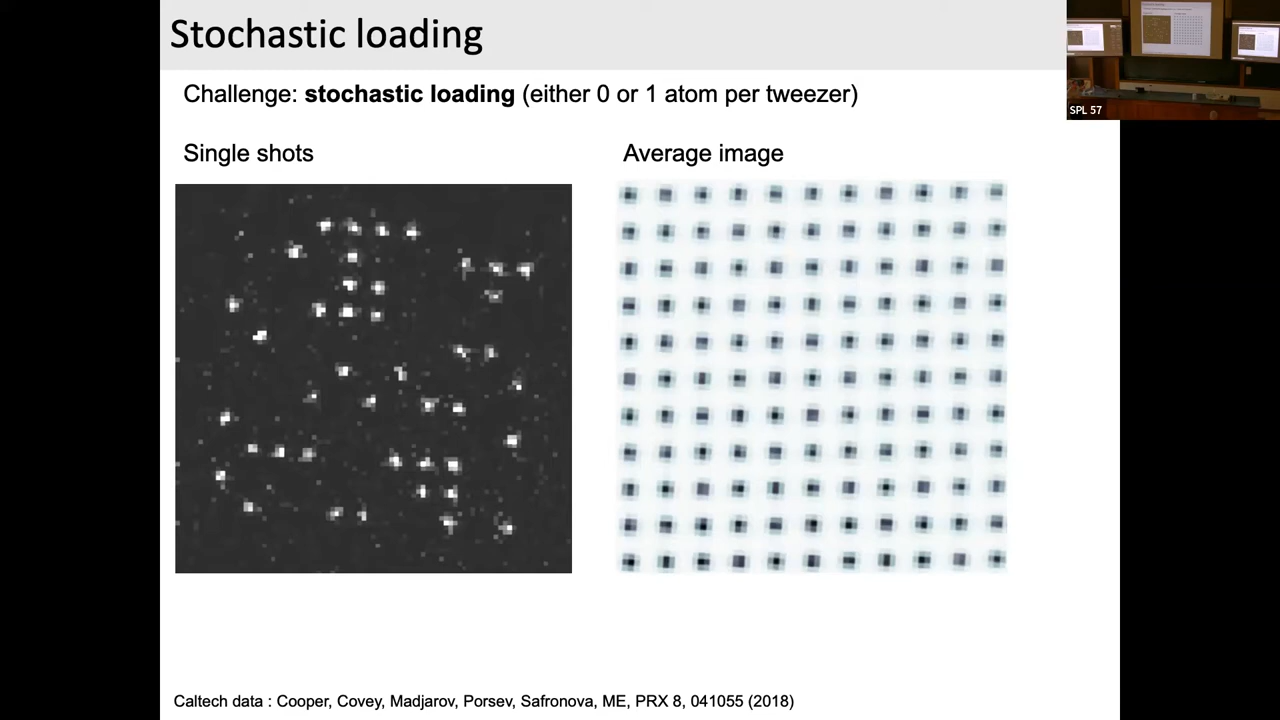 Stochastic loading
Challenge: stochastic loading (either 0 or 1 atom per tweezer)
Single shots
Average image
Caltech data : Cooper, Covey, Madjarov, Porsev, Safronova, ME, PRX 8, 041055 (2018)
SPL 57